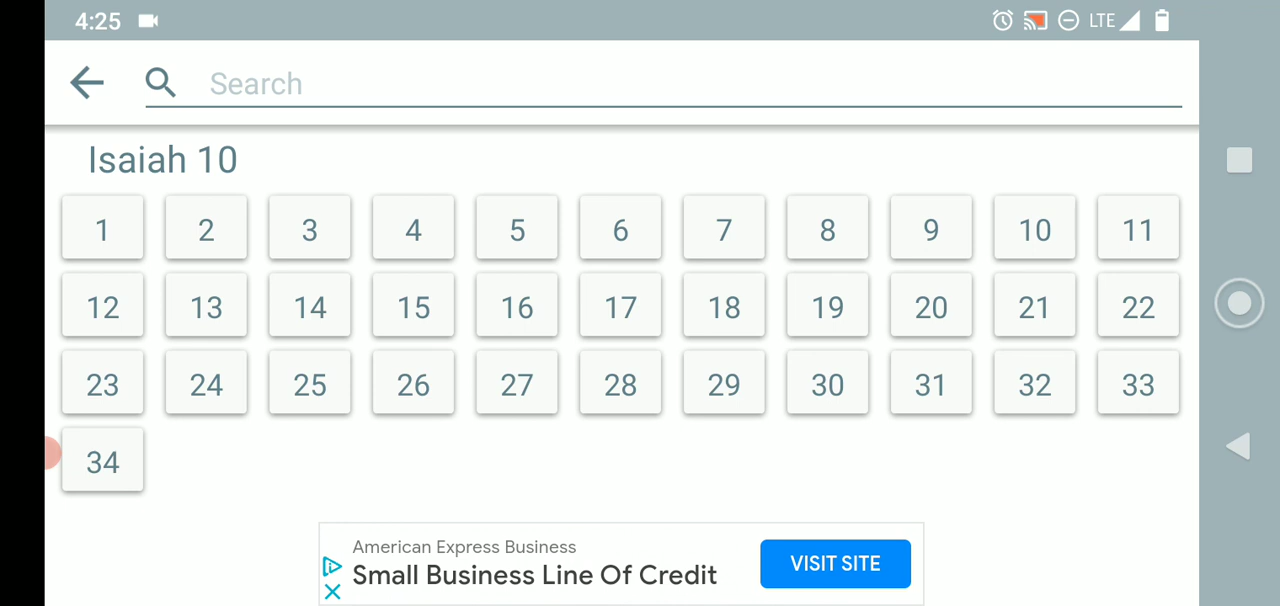 4:25 LTE
Search
Isaiah 10
1 2 3 4 5 6 7 8 9 10 11
12 13 14 15 16 17 18 19 20 21 22
23 24 25 26 27 28 29 30 31 32 33
34
American Express Business
Small Business Line Of Credit
VISIT SITE